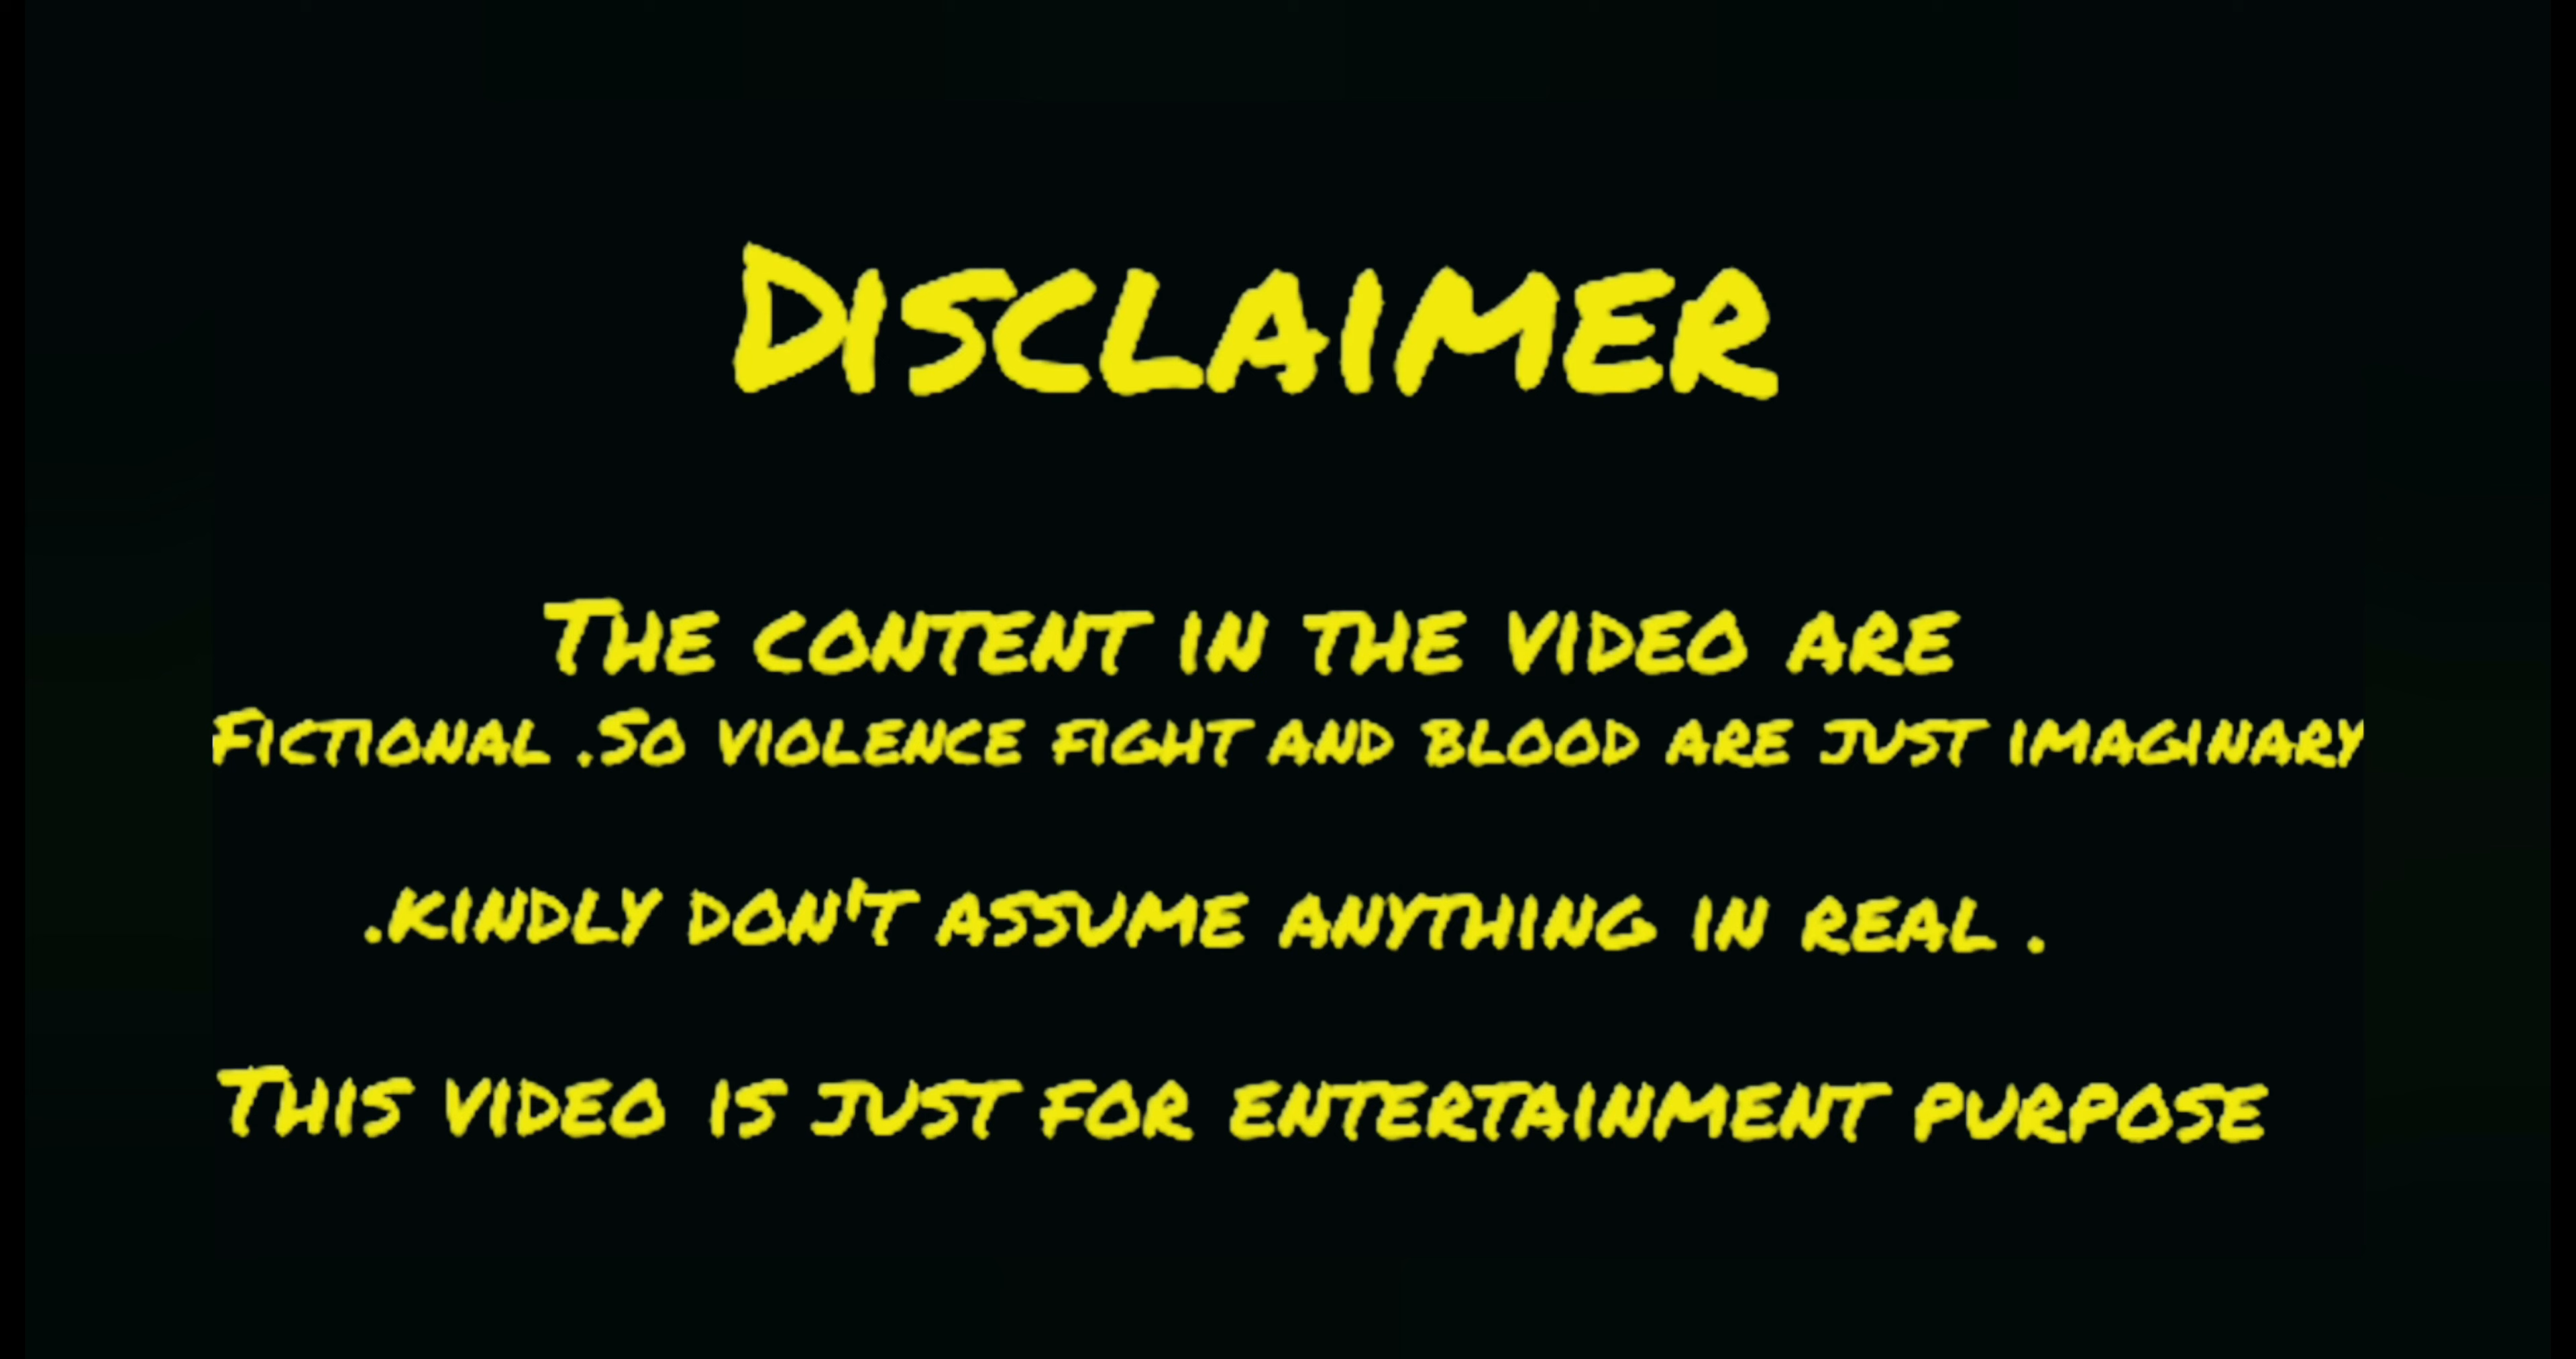 Disclaimer
The content in the video are
Fictional .So violence fight and blood are just imaginary
.kindly don't assume anything in real .
This video is just for entertainment purpose